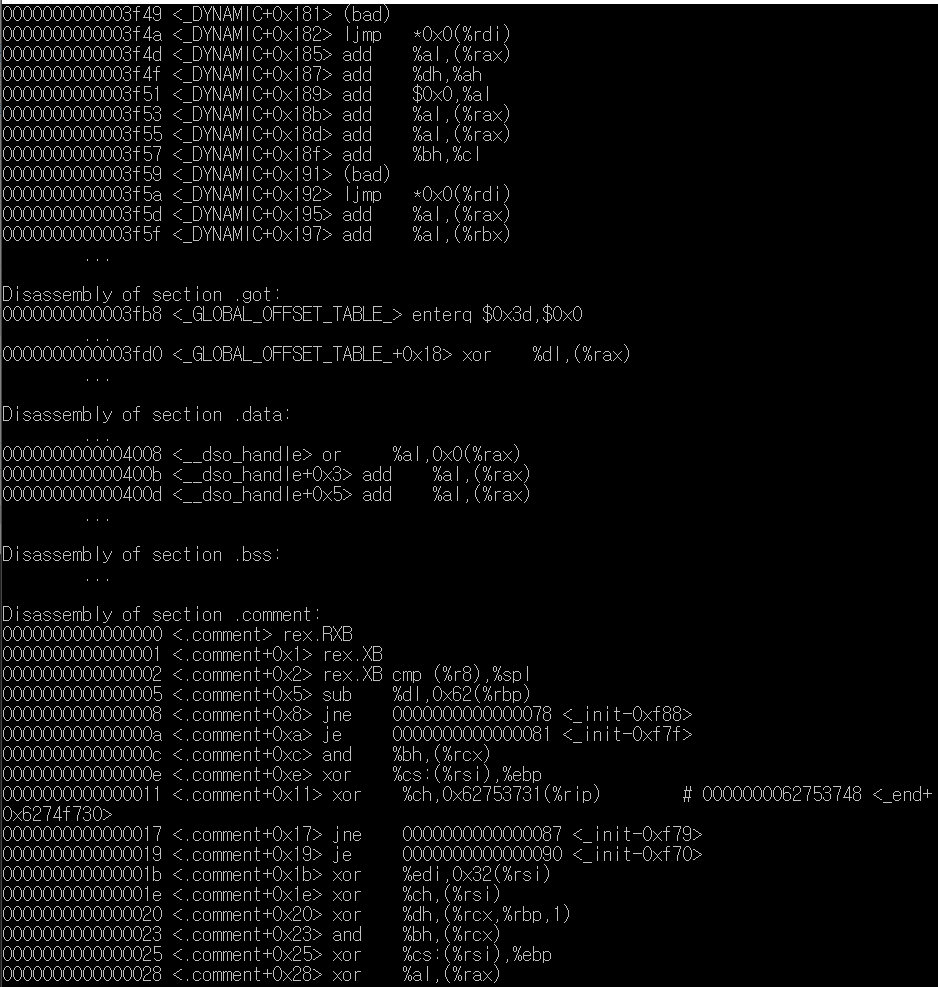 0000000000003f49 <_DYNAMIC+0x181> (bad)
0000000000003f4a <_DYNAMIC+0x182> ljmp   *0x0(%rdi)
0000000000003f4d <_DYNAMIC+0x185> add    %al,(%rax)
0000000000003f4f <_DYNAMIC+0x187> add    %dh,%ah
0000000000003f51 <_DYNAMIC+0x189> add    $0x0,%al
0000000000003f53 <_DYNAMIC+0x18b> add    %al,(%rax)
0000000000003f55 <_DYNAMIC+0x18d> add    %al,(%rax)
0000000000003f57 <_DYNAMIC+0x18f> add    %bh,%cl
0000000000003f59 <_DYNAMIC+0x191> (bad)
0000000000003f5a <_DYNAMIC+0x192> ljmp   *0x0(%rdi)
0000000000003f5d <_DYNAMIC+0x195> add    %al,(%rax)
0000000000003f5f <_DYNAMIC+0x197> add    %al,(%rbx)
...
Disassembly of section .got:
0000000000003fb8 <_GLOBAL_OFFSET_TABLE_> enterq $0x3d,$0x0
...
0000000000003fd0 <_GLOBAL_OFFSET_TABLE_+0x18> xor    %dl,(%rax)
...
Disassembly of section .data:
...
0000000000004008 <__dso_handle> or     %al,0x0(%rax)
000000000000400b <__dso_handle+0x3> add    %al,(%rax)
000000000000400d <__dso_handle+0x5> add    %al,(%rax)
...
Disassembly of section .bss:
...
Disassembly of section .comment:
0000000000000000 <.comment> rex.RXB
0000000000000001 <.comment+0x1> rex.XB
0000000000000002 <.comment+0x2> rex.XB cmp (%r8),%spl
0000000000000005 <.comment+0x5> sub    %dl,0x62(%rbp)
0000000000000008 <.comment+0x8> jne    0000000000000078 <_init-0xf88>
000000000000000a <.comment+0xa> je     0000000000000081 <_init-0xf7f>
000000000000000c <.comment+0xc> and    %bh,(%rcx)
000000000000000e <.comment+0xe> xor    %cs:(%rsi),%ebp
0000000000000011 <.comment+0x11> xor    %ch,0x62753731(%rip)        # 0000000062753748 <_end+
0x6274f730>
0000000000000017 <.comment+0x17> jne    0000000000000087 <_init-0xf79>
0000000000000019 <.comment+0x19> je     0000000000000090 <_init-0xf70>
000000000000001b <.comment+0x1b> xor    %edi,0x32(%rsi)
000000000000001e <.comment+0x1e> xor    %ch,(%rsi)
0000000000000020 <.comment+0x20> xor    %dh,(%rcx,%rbp,1)
0000000000000023 <.comment+0x23> and    %bh,(%rcx)
0000000000000025 <.comment+0x25> xor    %cs:(%rsi),%ebp
0000000000000028 <.comment+0x28> xor    %al,(%rax)